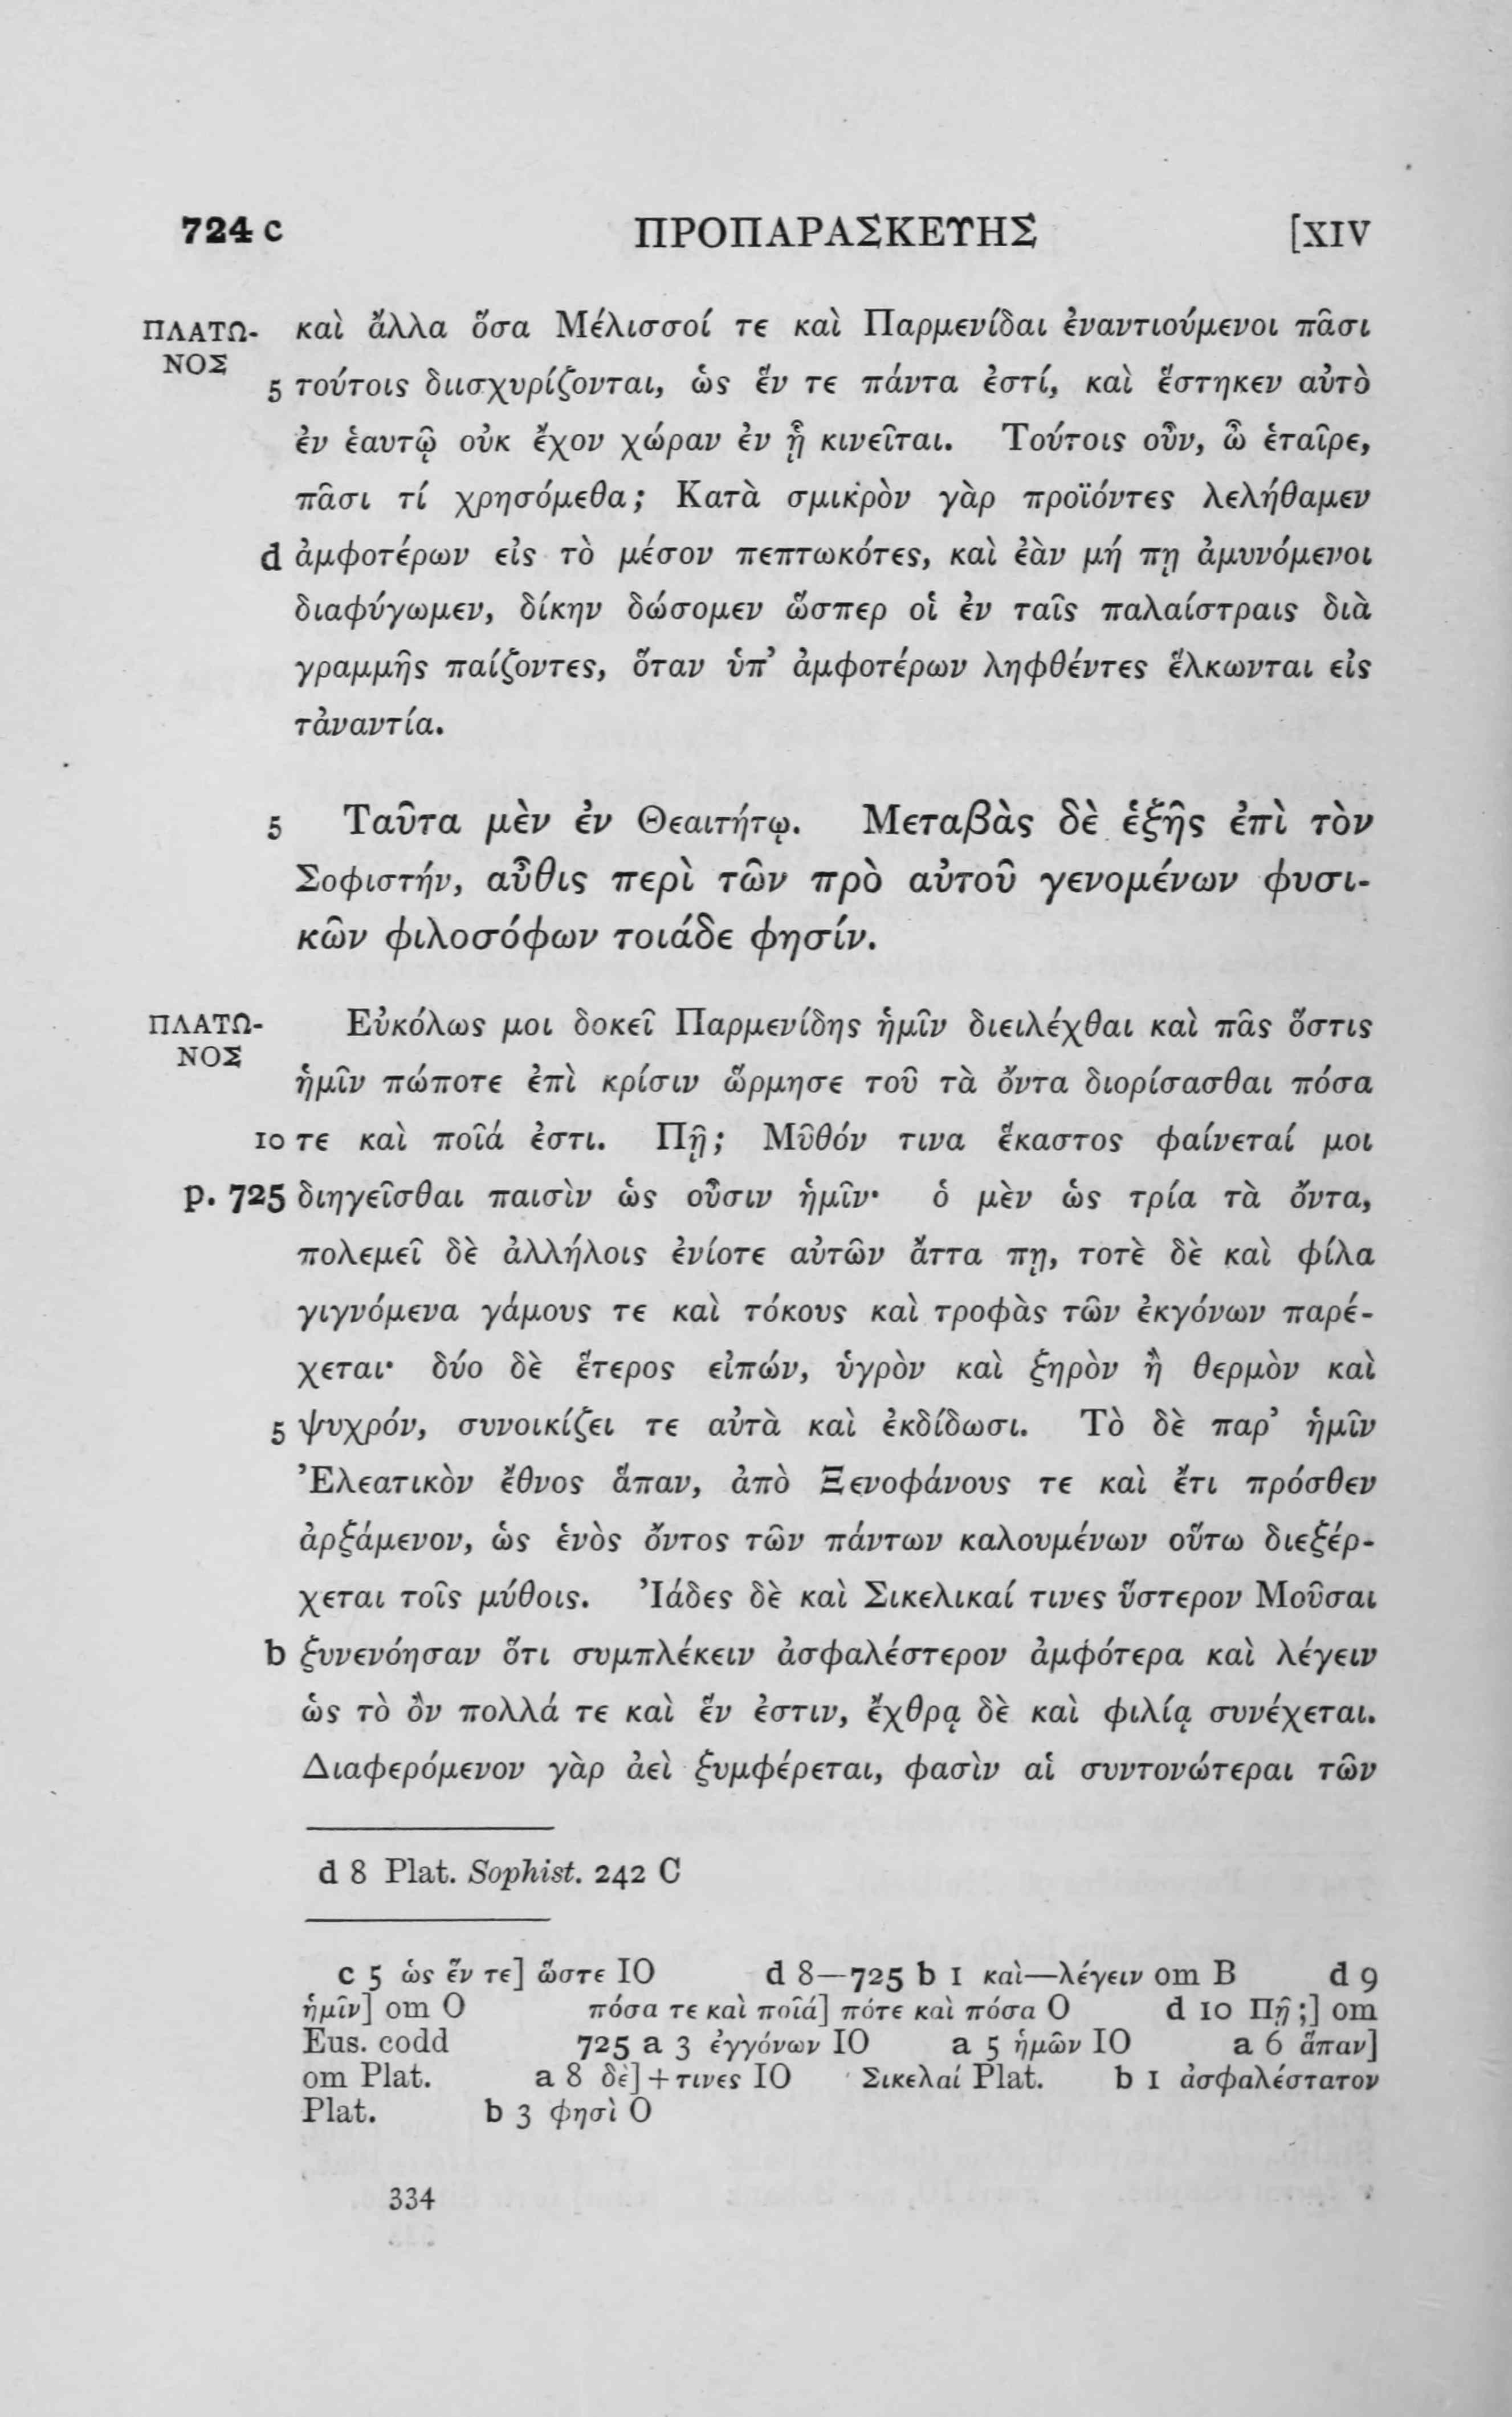 724 c ΠΡΟΠΑΡΑΣΚΕΥΗΣ [XIV
ΠΛΑΤΩ- καὶ ἄλλα ὅσα Μέλισσοί τε καὶ Παρμενίδαι ἐναντιούμενοι πᾶσι
ΝΟΣ
5 τούτοις διισχυρίζονται, ὡς ἕν τε πάντα ἐστί, καὶ ἕστηκεν αὐτὸ
ἐν ἑαυτῷ οὐκ ἔχον χώραν ἐν ᾗ κινεῖται. Τούτοις οὖν, ὦ ἑταῖρε,
πᾶσι τί χρησόμεθα; Κατὰ σμικρὸν γὰρ προϊόντες λελήθαμεν
d ἀμφοτέρων εἰς τὸ μέσον πεπτωκότες, καὶ ἐὰν μή πῃ ἀμυνόμενοι
διαφύγωμεν, δίκην δώσομεν ὥσπερ οἱ ἐν ταῖς παλαίστραις διὰ
γραμμῆς παίζοντες, ὅταν ὑπ’ ἀμφοτέρων ληφθέντες ἕλκωνται εἰς
τἀναντία.
5 Ταῦτα μὲν ἐν Θεαιτήτῳ. Μεταβὰς δὲ ἑξῆς ἐπὶ τὸν
Σοφιστήν, αὖθις περὶ τῶν πρὸ αὐτοῦ γενομένων φυσι-
κῶν φιλοσόφων τοιάδε φησίν.
ΠΛΑΤΩ- Εὐκόλως μοι δοκεῖ Παρμενίδης ἡμῖν διειλέχθαι καὶ πᾶς ὅστις
ΝΟΣ
ἡμῖν πώποτε ἐπὶ κρίσιν ὥρμησε τοῦ τὰ ὄντα διορίσασθαι πόσα
10 τε καὶ ποῖά ἐστι. Πῇ; Μῦθόν τινα ἕκαστος φαίνεταί μοι
p. 725 διηγεῖσθαι παισὶν ὡς οὖσιν ἡμῖν· ὁ μὲν ὡς τρία τὰ ὄντα,
πολεμεῖ δὲ ἀλλήλοις ἐνίοτε αὐτῶν ἄττα πῃ, τοτὲ δὲ καὶ φίλα
γιγνόμενα γάμους τε καὶ τόκους καὶ τροφὰς τῶν ἐκγόνων παρέ-
χεται· δύο δὲ ἕτερος εἰπών, ὑγρὸν καὶ ξηρὸν ἢ θερμὸν καὶ
5 ψυχρόν, συνοικίζει τε αὐτὰ καὶ ἐκδίδωσι. Τὸ δὲ παρ’ ἡμῖν
Ἐλεατικὸν ἔθνος ἅπαν, ἀπὸ Ξενοφάνους τε καὶ ἔτι πρόσθεν
ἀρξάμενον, ὡς ἑνὸς ὄντος τῶν πάντων καλουμένων οὕτω διεξέρ-
χεται τοῖς μύθοις. Ἰάδες δὲ καὶ Σικελικαί τινες ὕστερον Μοῦσαι
b ξυνενόησαν ὅτι συμπλέκειν ἀσφαλέστερον ἀμφότερα καὶ λέγειν
ὡς τὸ ὂν πολλά τε καὶ ἕν ἐστιν, ἔχθρᾳ δὲ καὶ φιλίᾳ συνέχεται.
Διαφερόμενον γὰρ ἀεὶ ξυμφέρεται, φασὶν αἱ συντονώτεραι τῶν
d 8 Plat. Sophist. 242 C
c 5 ὡς ἕν τε] ὥστε IO d 8—725 b 1 καὶ—λέγειν om B d 9
ἡμῖν] om O πόσα τε καὶ ποῖά] πότε καὶ πόσα O d 10 Πῇ;] om
Eus. codd 725 a 3 ἐγγόνων IO a 5 ἡμῶν IO a 6 ἅπαν]
om Plat. a 8 δὲ]+τινες IO Σικελαί Plat. b 1 ἀσφαλέστατον
Plat. b 3 φησὶ O
334